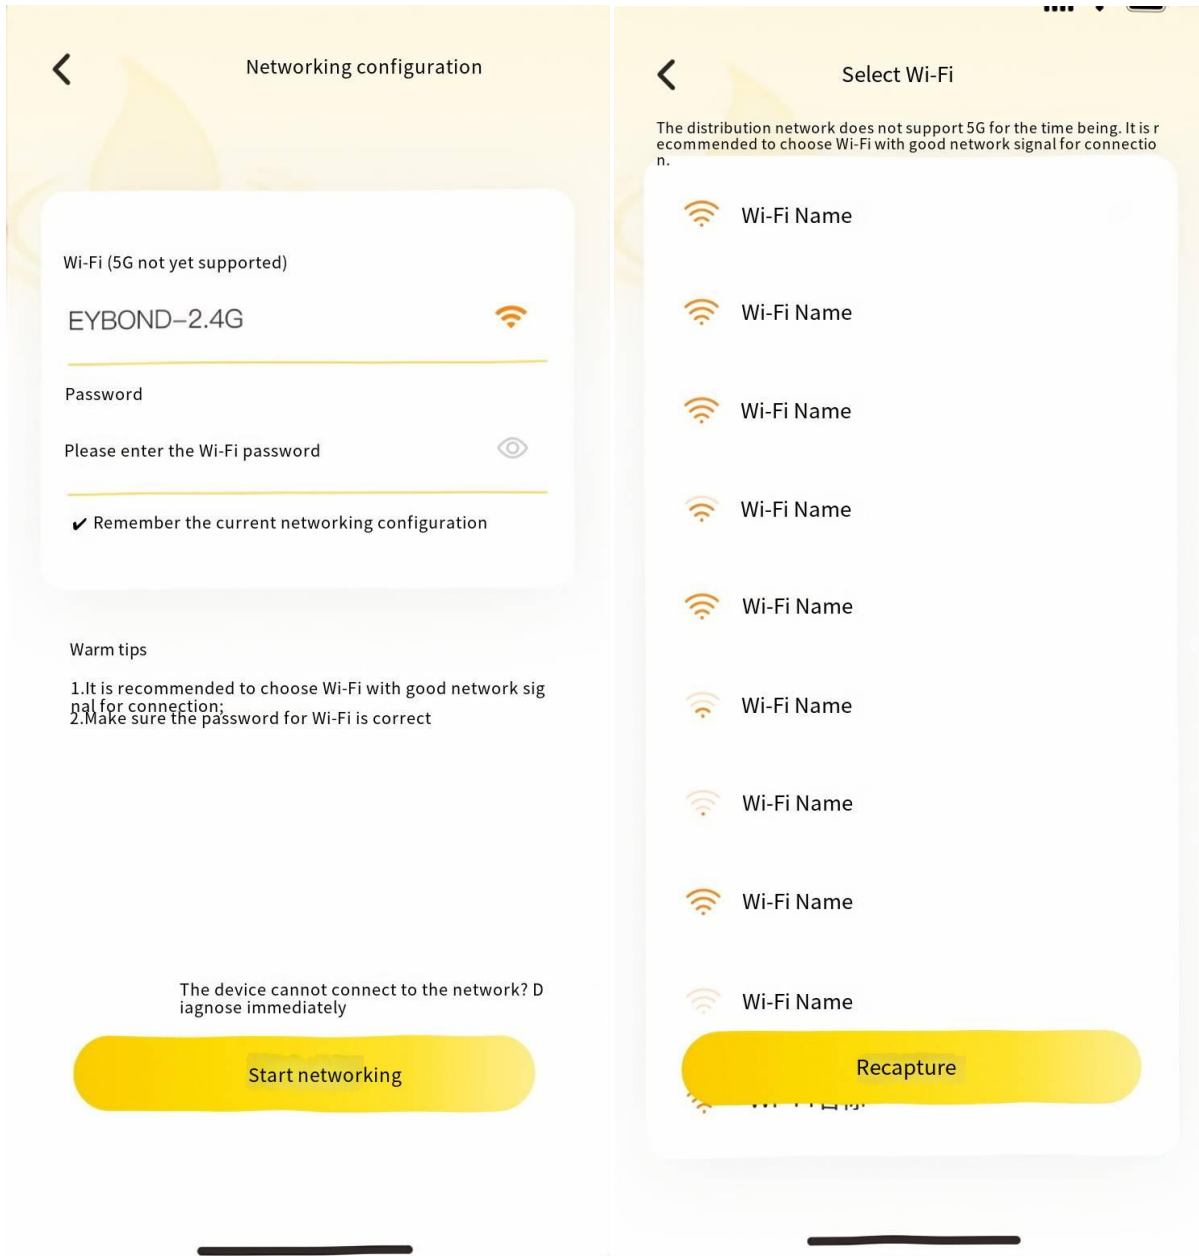 Networking configuration
Wi-Fi (5G not yet supported)
EYBOND-2.4G
Password
Please enter the Wi-Fi password
✔ Remember the current networking configuration
Warm tips
1.It is recommended to choose Wi-Fi with good network sig
nal for connection;
2.Make sure the password for Wi-Fi is correct
The device cannot connect to the network? D
iagnose immediately
Start networking
Select Wi-Fi
The distribution network does not support 5G for the time being. It is r
ecommended to choose Wi-Fi with good network signal for connectio
n.
Wi-Fi Name
Wi-Fi Name
Wi-Fi Name
Wi-Fi Name
Wi-Fi Name
Wi-Fi Name
Wi-Fi Name
Wi-Fi Name
Wi-Fi Name
Recapture